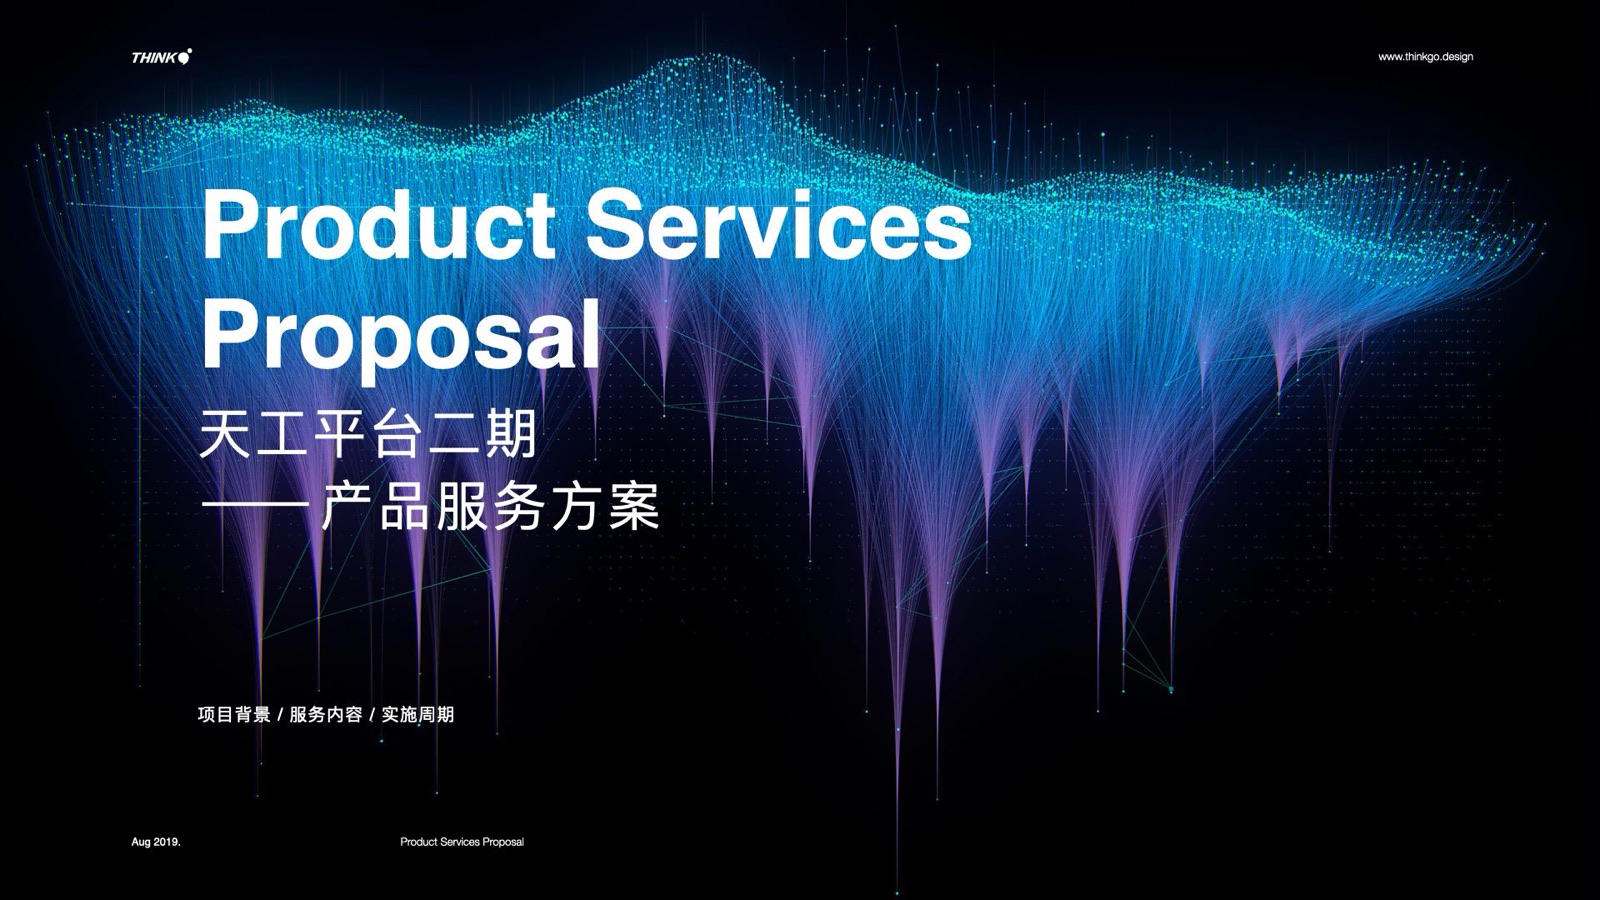 THINK
www.thinkgo.design
Product Services
Proposal
天工平台二期
——产品服务方案
项目背景 / 服务内容 / 实施周期
Aug 2019.
Product Services Proposal